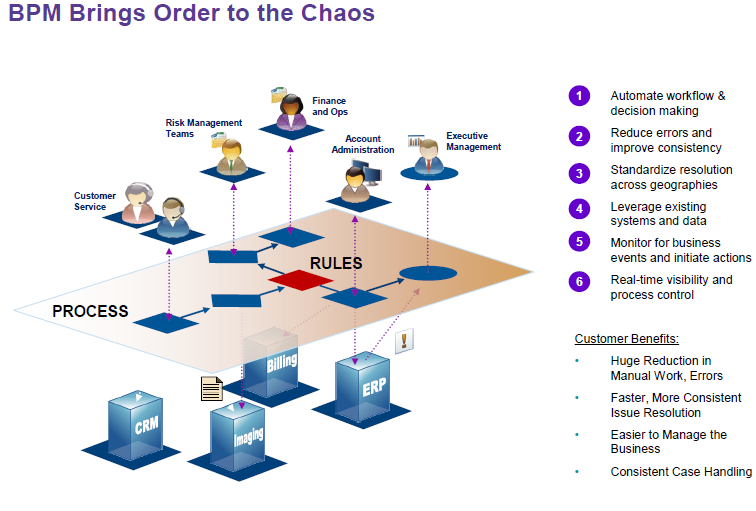 BPM Brings Order to the Chaos
Finance
and Ops
Risk Management
Teams
Account
Administration
Executive
Management
Customer
Service
RULES
PROCESS
Billing
ERP
CRM
Imaging
1 Automate workflow &
decision making
2 Reduce errors and
improve consistency
3 Standardize resolution
across geographies
4 Leverage existing
systems and data
5 Monitor for business
events and initiate actions
6 Real-time visibility and
process control
Customer Benefits:
• Huge Reduction in
Manual Work, Errors
• Faster, More Consistent
Issue Resolution
• Easier to Manage the
Business
• Consistent Case Handling